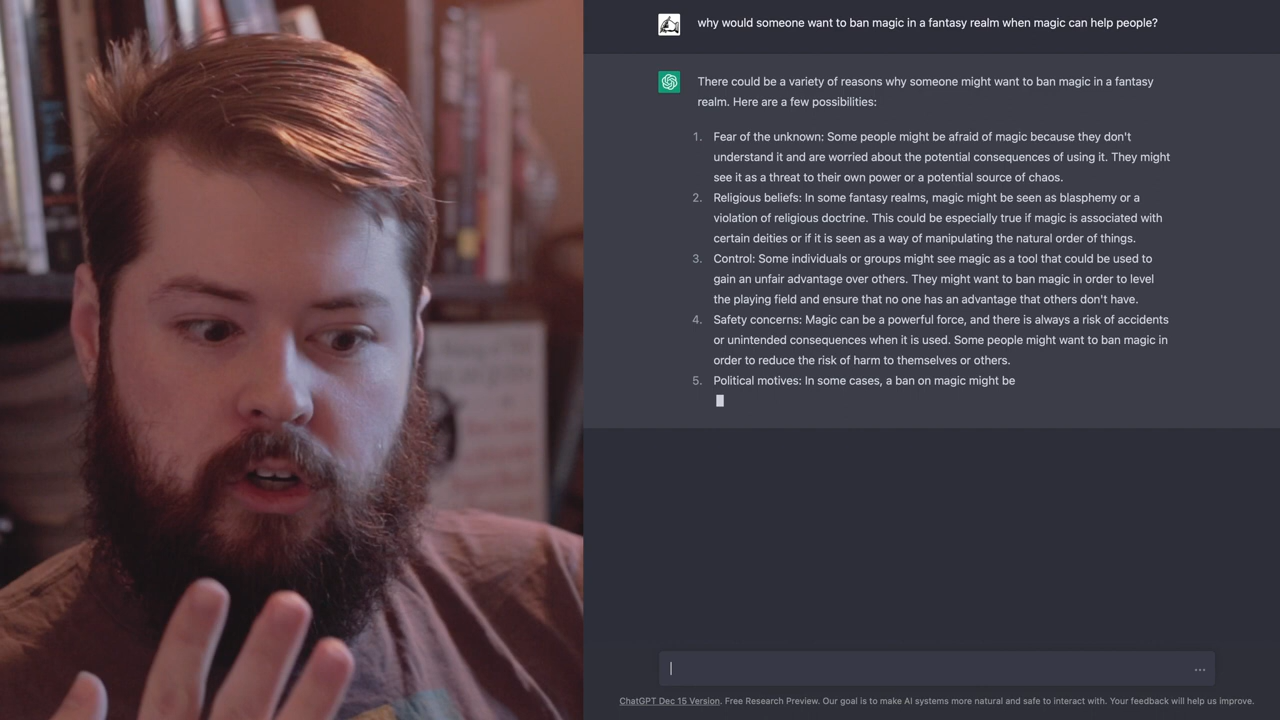 why would someone want to ban magic in a fantasy realm when magic can help people?
There could be a variety of reasons why someone might want to ban magic in a fantasy
realm. Here are a few possibilities:
1. Fear of the unknown: Some people might be afraid of magic because they don't
understand it and are worried about the potential consequences of using it. They might
see it as a threat to their own power or a potential source of chaos.
2. Religious beliefs: In some fantasy realms, magic might be seen as blasphemy or a
violation of religious doctrine. This could be especially true if magic is associated with
certain deities or if it is seen as a way of manipulating the natural order of things.
3. Control: Some individuals or groups might see magic as a tool that could be used to
gain an unfair advantage over others. They might want to ban magic in order to level
the playing field and ensure that no one has an advantage that others don't have.
4. Safety concerns: Magic can be a powerful force, and there is always a risk of accidents
or unintended consequences when it is used. Some people might want to ban magic in
order to reduce the risk of harm to themselves or others.
5. Political motives: In some cases, a ban on magic might be
ChatGPT Dec 15 Version. Free Research Preview. Our goal is to make AI systems more natural and safe to interact with. Your feedback will help us improve.